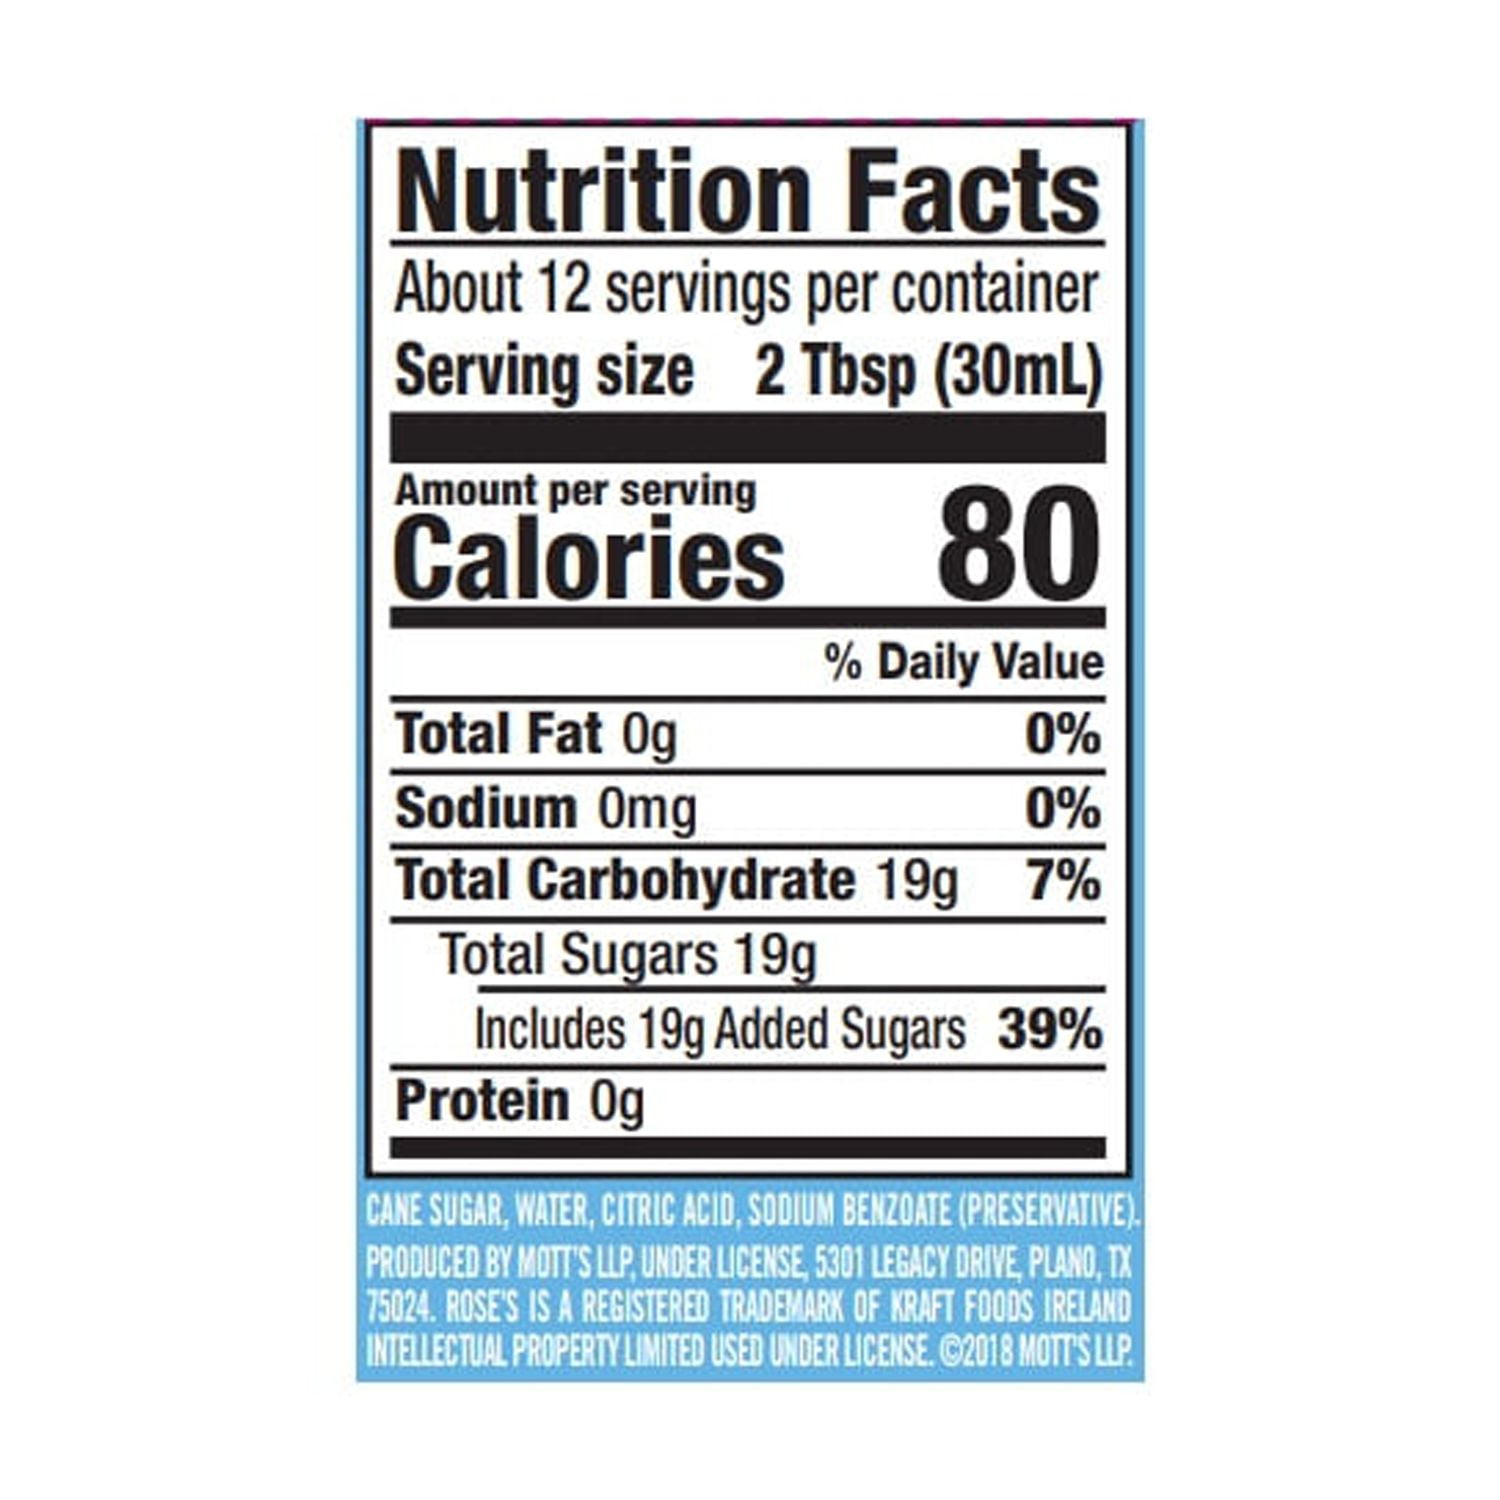 Nutrition Facts
About 12 servings per container
Serving size 2 Tbsp (30mL)
Amount per serving
Calories 80
% Daily Value
Total Fat 0g 0%
Sodium 0mg 0%
Total Carbohydrate 19g 7%
Total Sugars 19g
Includes 19g Added Sugars 39%
Protein 0g
CANE SUGAR, WATER, CITRIC ACID, SODIUM BENZOATE (PRESERVATIVE).
PRODUCED BY MOTT'S LLP, UNDER LICENSE, 5301 LEGACY DRIVE, PLANO, TX
75024. ROSE'S IS A REGISTERED TRADEMARK OF KRAFT FOODS IRELAND
INTELLECTUAL PROPERTY LIMITED USED UNDER LICENSE. ©2018 MOTT'S LLP.